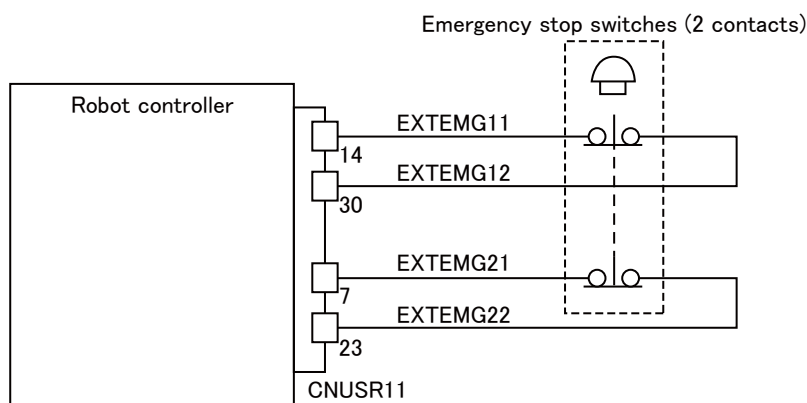 Emergency stop switches (2 contacts)
Robot controller
EXTEMG11
14
EXTEMG12
30
EXTEMG21
7
EXTEMG22
23
CNUSR11